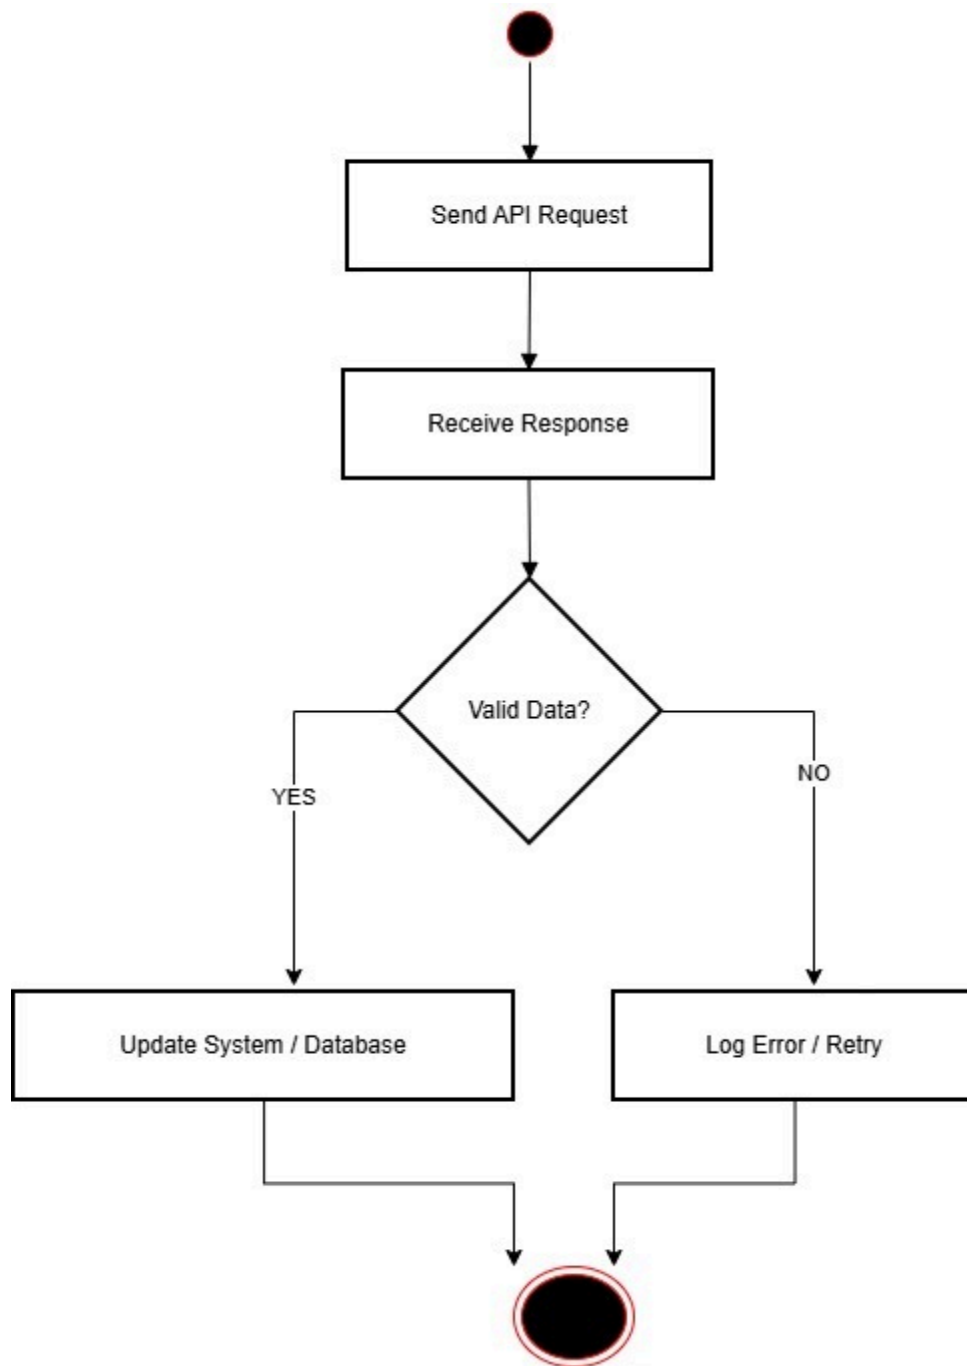 Send API Request
Receive Response
Valid Data?
NO
YES
Update System / Database
Log Error / Retry